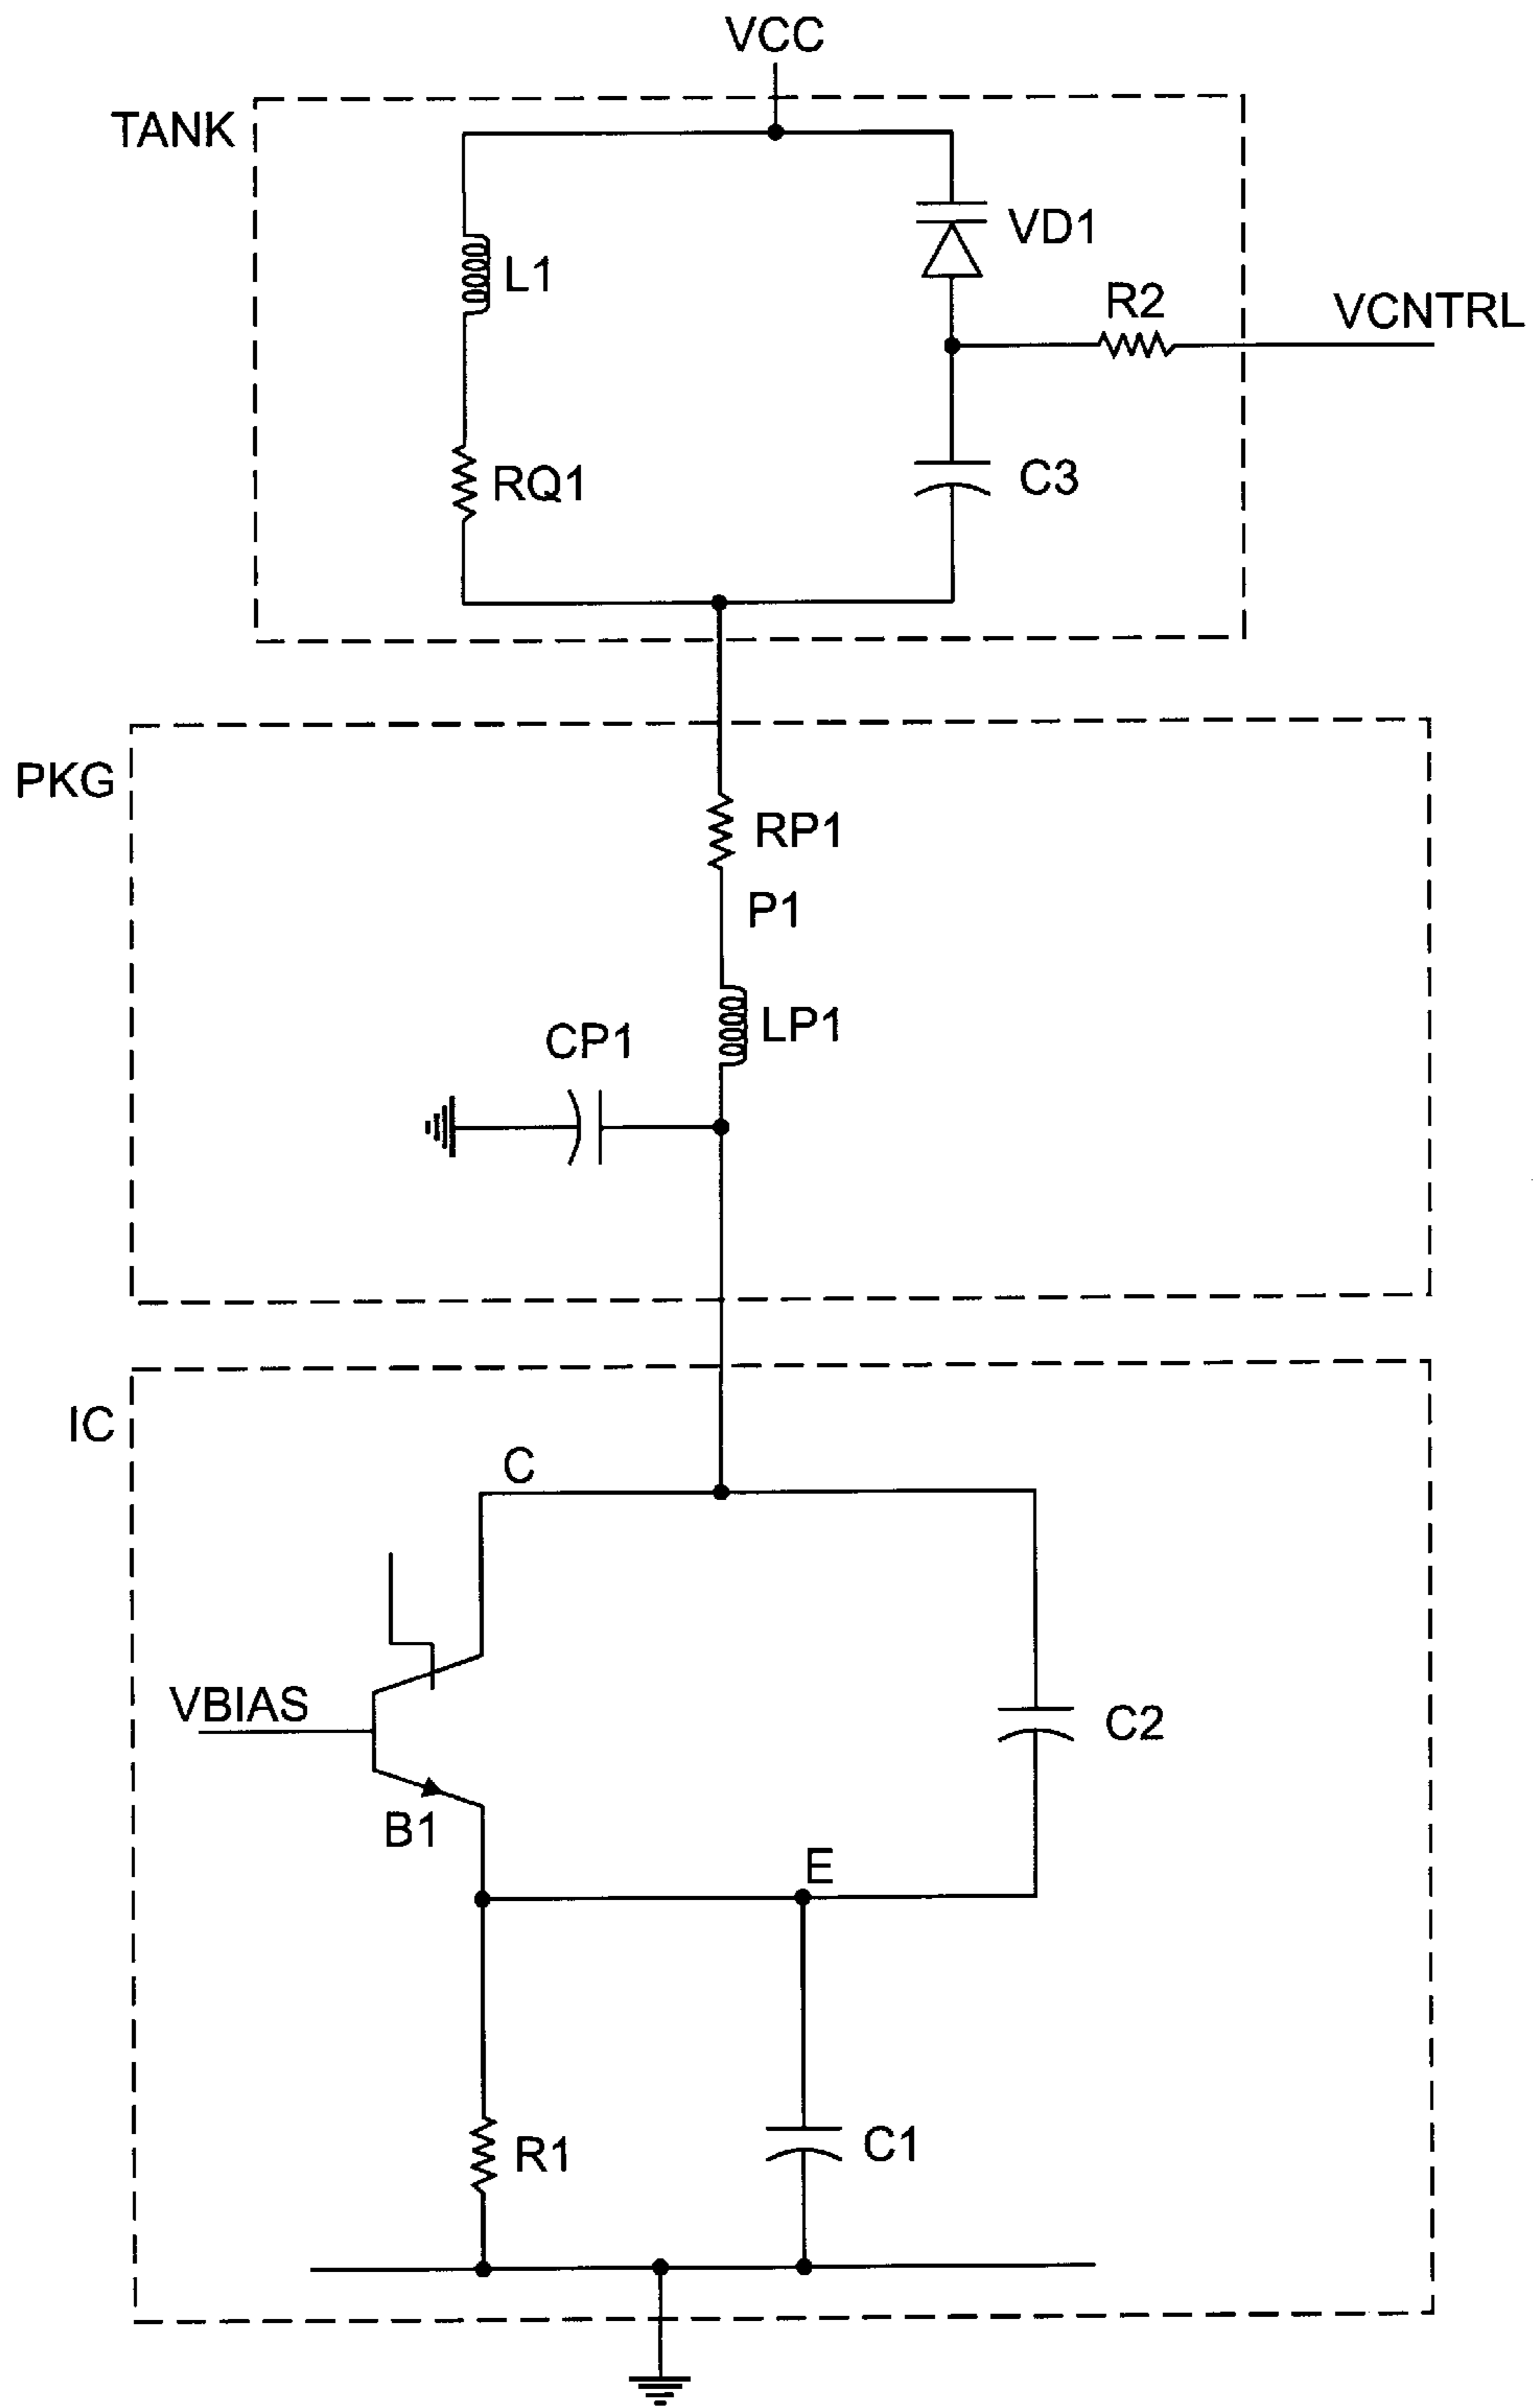 VCC
TANK
VD1
L1
R2
VCNTRL
RQ1
C3
PKG
RP1
P1
LP1
CP1
IC
C
VBIAS
C2
B1
E
R1
C1